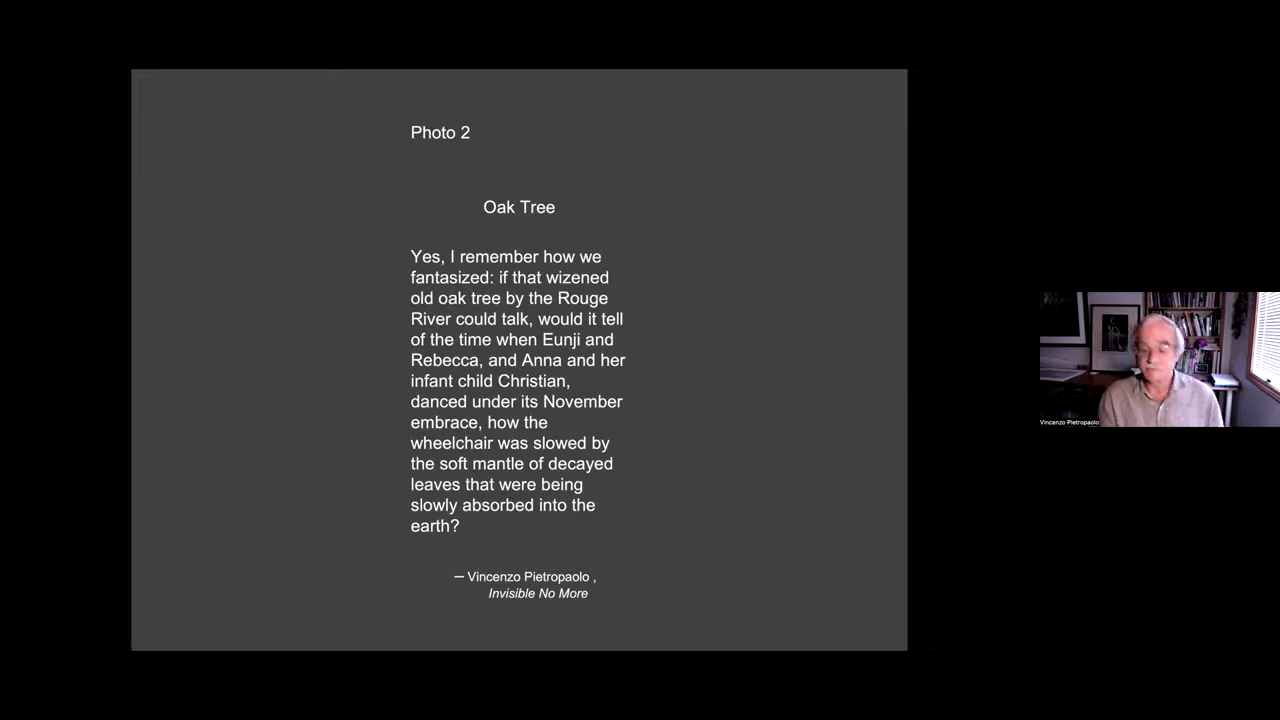 Photo 2
Oak Tree
Yes, I remember how we
fantasized: if that wizened
old oak tree by the Rouge
River could talk, would it tell
of the time when Eunji and
Rebecca, and Anna and her
infant child Christian,
danced under its November
embrace, how the
wheelchair was slowed by
the soft mantle of decayed
leaves that were being
slowly absorbed into the
earth?
— Vincenzo Pietropaolo ,
Invisible No More
Vincenzo Pietropaolo